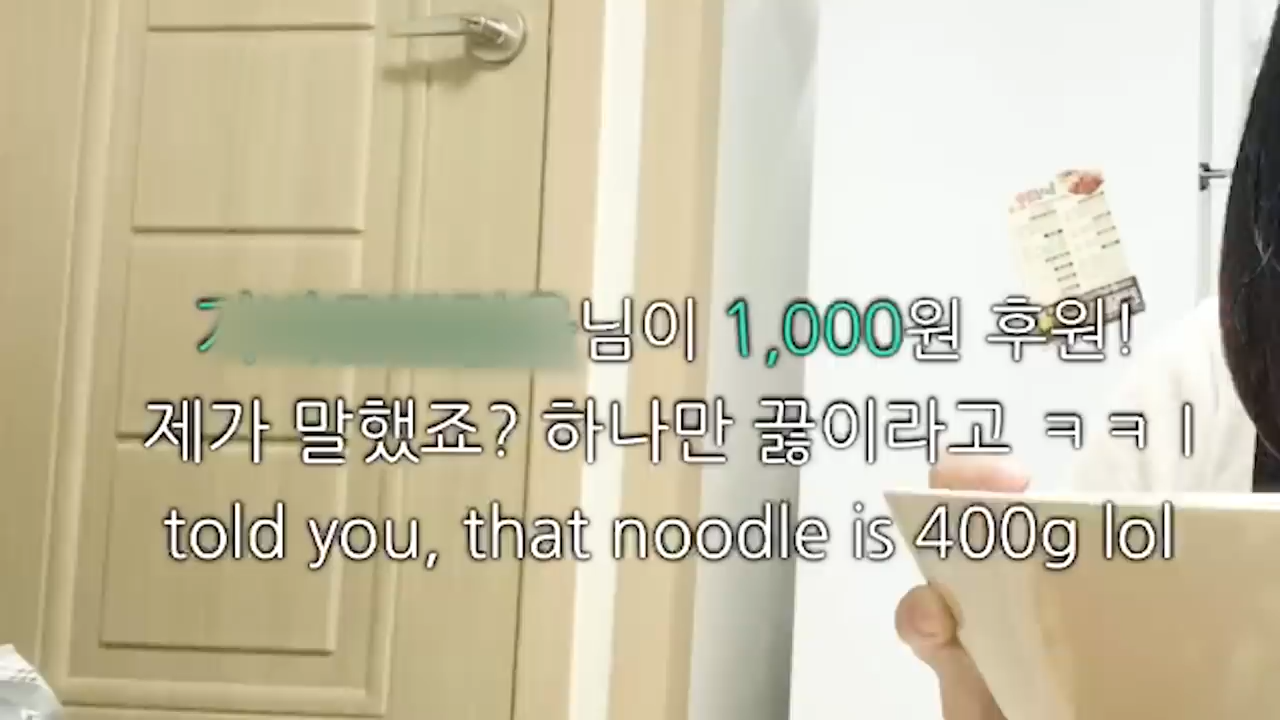 님이 1,000원 후원!
제가 말했죠? 하나만 끓이라고 ㅋㅋ I
told you, that noodle is 400g lol